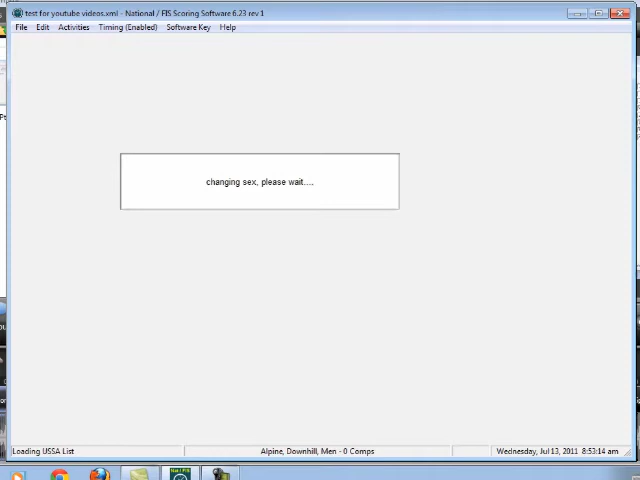 test for youtube videos.xml - National / FIS Scoring Software 6.23 rev 1
File Edit Activities Timing (Enabled) Software Key Help
changing sex, please wait....
Loading USSA List
Alpine, Downhill, Men - 0 Comps
Wednesday, Jul 13, 2011 8:53:14 am